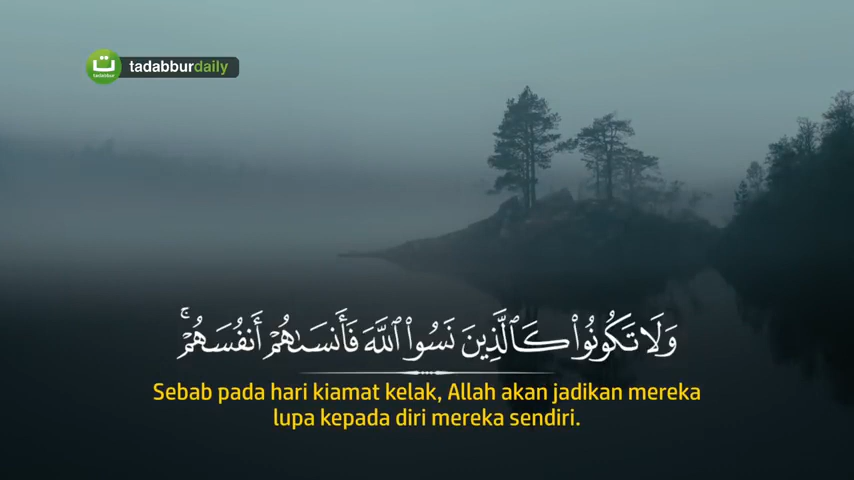 ت
tadabbur
tadabburdaily
وَلَا تَكُونُوا۟ كَٱلَّذِينَ نَسُوا۟ ٱللَّهَ فَأَنسَىٰهُمْ أَنفُسَهُمْ ۚ
Sebab pada hari kiamat kelak, Allah akan jadikan mereka
lupa kepada diri mereka sendiri.